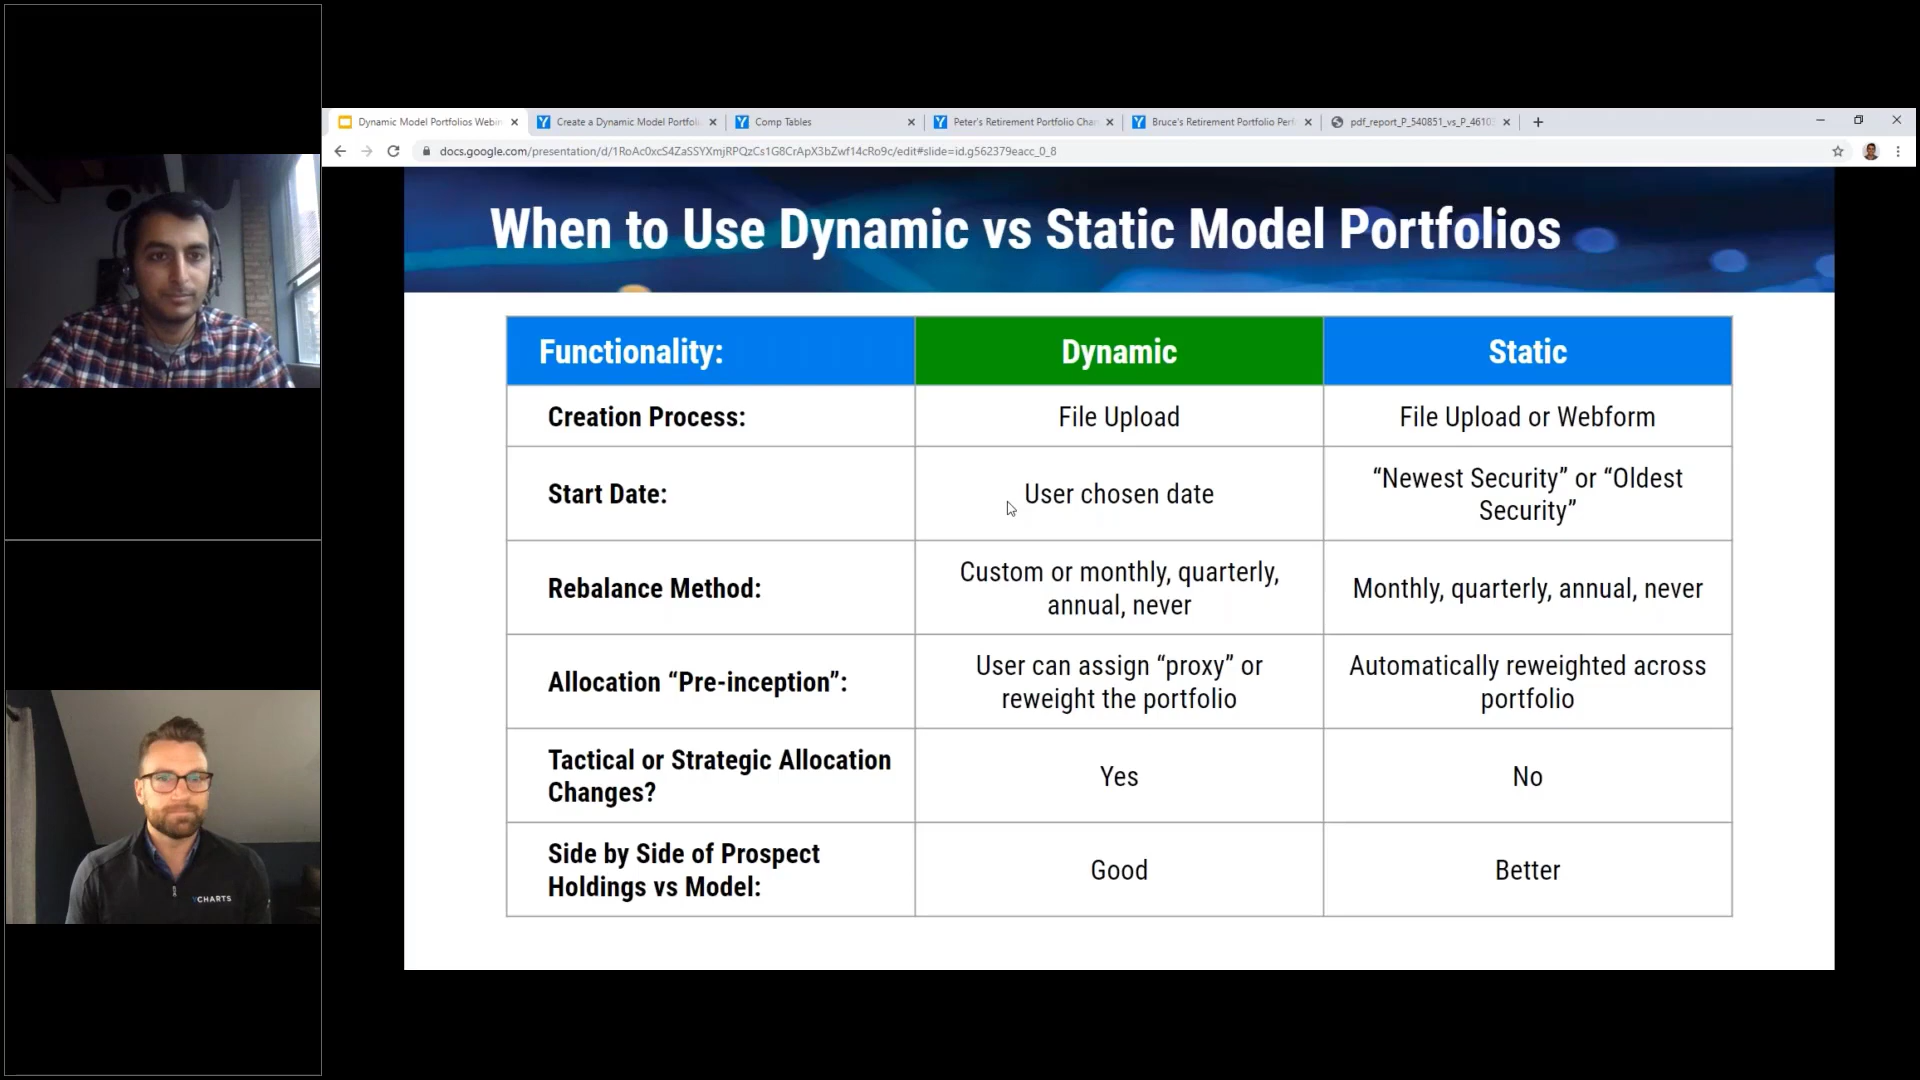 Dynamic Model Portfolios Webin
Create a Dynamic Model Portfoli
Comp Tables
Peter's Retirement Portfolio Char
Bruce's Retirement Portfolio Perf
pdf_report_P_540851_vs_P_4610
docs.google.com/presentation/d/1RoAc0xcS4ZaSSYXmjRPQzCs1G8CrApX3bZwf14cRo9c/edit#slide=id.g562379eacc_0_8
When to Use Dynamic vs Static Model Portfolios
Functionality:
Dynamic
Static
Creation Process:
File Upload
File Upload or Webform
Start Date:
User chosen date
“Newest Security” or “Oldest
Security”
Rebalance Method:
Custom or monthly, quarterly,
annual, never
Monthly, quarterly, annual, never
Allocation “Pre-inception”:
User can assign “proxy” or
reweight the portfolio
Automatically reweighted across
portfolio
Tactical or Strategic Allocation
Changes?
Yes
No
Side by Side of Prospect
Holdings vs Model:
Good
Better
YCHARTS